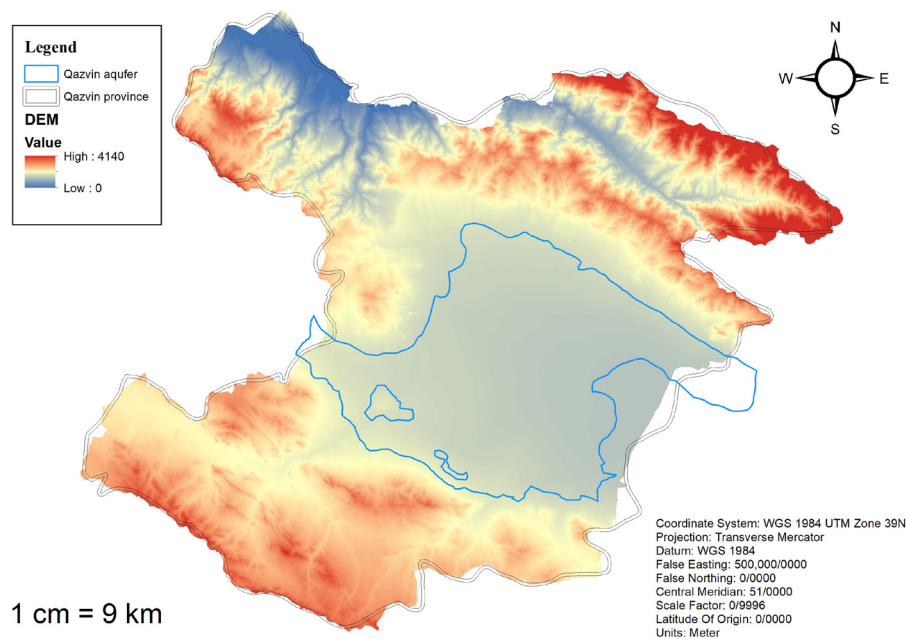 Legend
Qazvin aqufer
Qazvin province
DEM
Value
High : 4140
Low : 0
N
W
E
S
Coordinate System: WGS 1984 UTM Zone 39N
Projection: Transverse Mercator
Datum: WGS 1984
False Easting: 500,000/0000
False Northing: 0/0000
Central Meridian: 51/0000
Scale Factor: 0/9996
Latitude Of Origin: 0/0000
Units: Meter
1 cm = 9 km